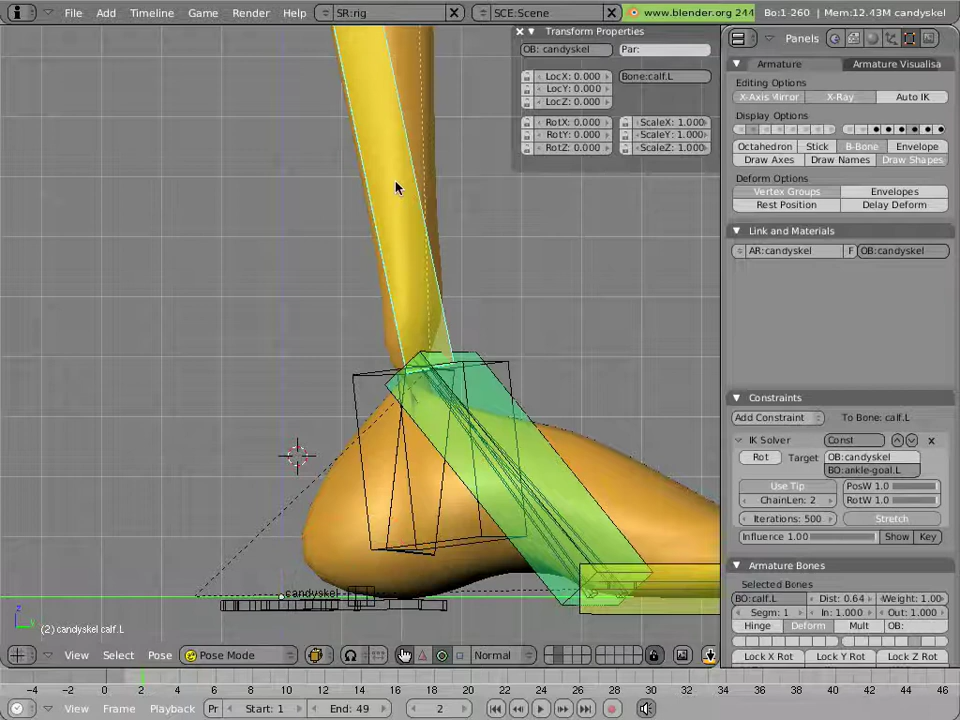 File Add Timeline Game Render Help SR:rig SCE:Scene www.blender.org 244 Bo:1-260 | Mem:12.43M candyskel
Transform Properties
OB: candyskel Par:
LocX: 0.000 Bone:calf.L
LocY: 0.000
LocZ: 0.000
RotX: 0.000 ScaleX: 1.000
RotY: 0.000 ScaleY: 1.000
RotZ: 0.000 ScaleZ: 1.000
Panels
Armature Armature Visualisa
Editing Options
X-Axis Mirror X-Ray Auto IK
Display Options
Octahedron Stick B-Bone Envelope
Draw Axes Draw Names Draw Shapes
Deform Options
Vertex Groups Envelopes
Rest Position Delay Deform
Link and Materials
AR:candyskel F OB:candyskel
Constraints
Add Constraint To Bone: calf.L
IK Solver Const
Rot Target OB:candyskel
BO:ankle-goal.L
Use Tip PosW 1.0
ChainLen: 2 RotW 1.0
Iterations: 500 Stretch
Influence 1.00 Show Key
Armature Bones
Selected Bones
BO:calf.L Dist: 0.64 Weight: 1.00
Segm: 1 In: 1.000 Out: 1.000
Hinge Deform Mult OB:
Lock X Rot Lock Y Rot Lock Z Rot
candyskel
z
y
(2) candyskel calf.L
View Select Pose Pose Mode Normal
-4 -2 0 2 4 6 8 10 12 14 16 18 20 22 24 26 28 30 32 34 36 38 40 42 44 46
View Frame Playback Pr Start: 1 End: 49 2